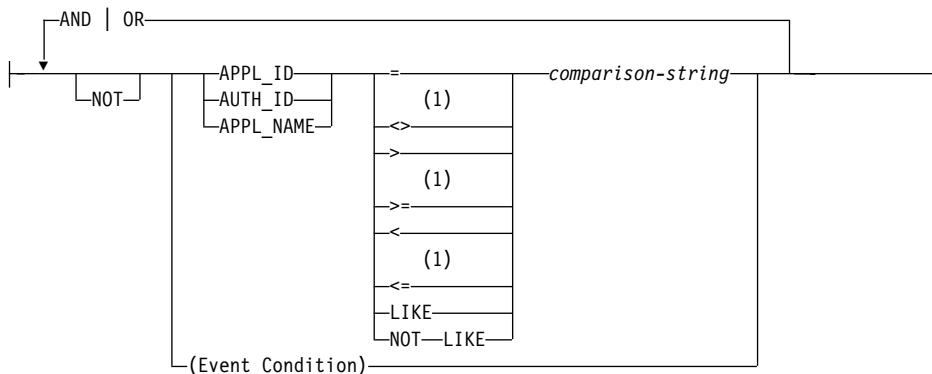 AND | OR
APPL_ID = comparison-string
NOT AUTH_ID (1)
APPL_NAME <>
>
(1)
>=
<
(1)
<=
LIKE
NOT LIKE
(Event Condition)